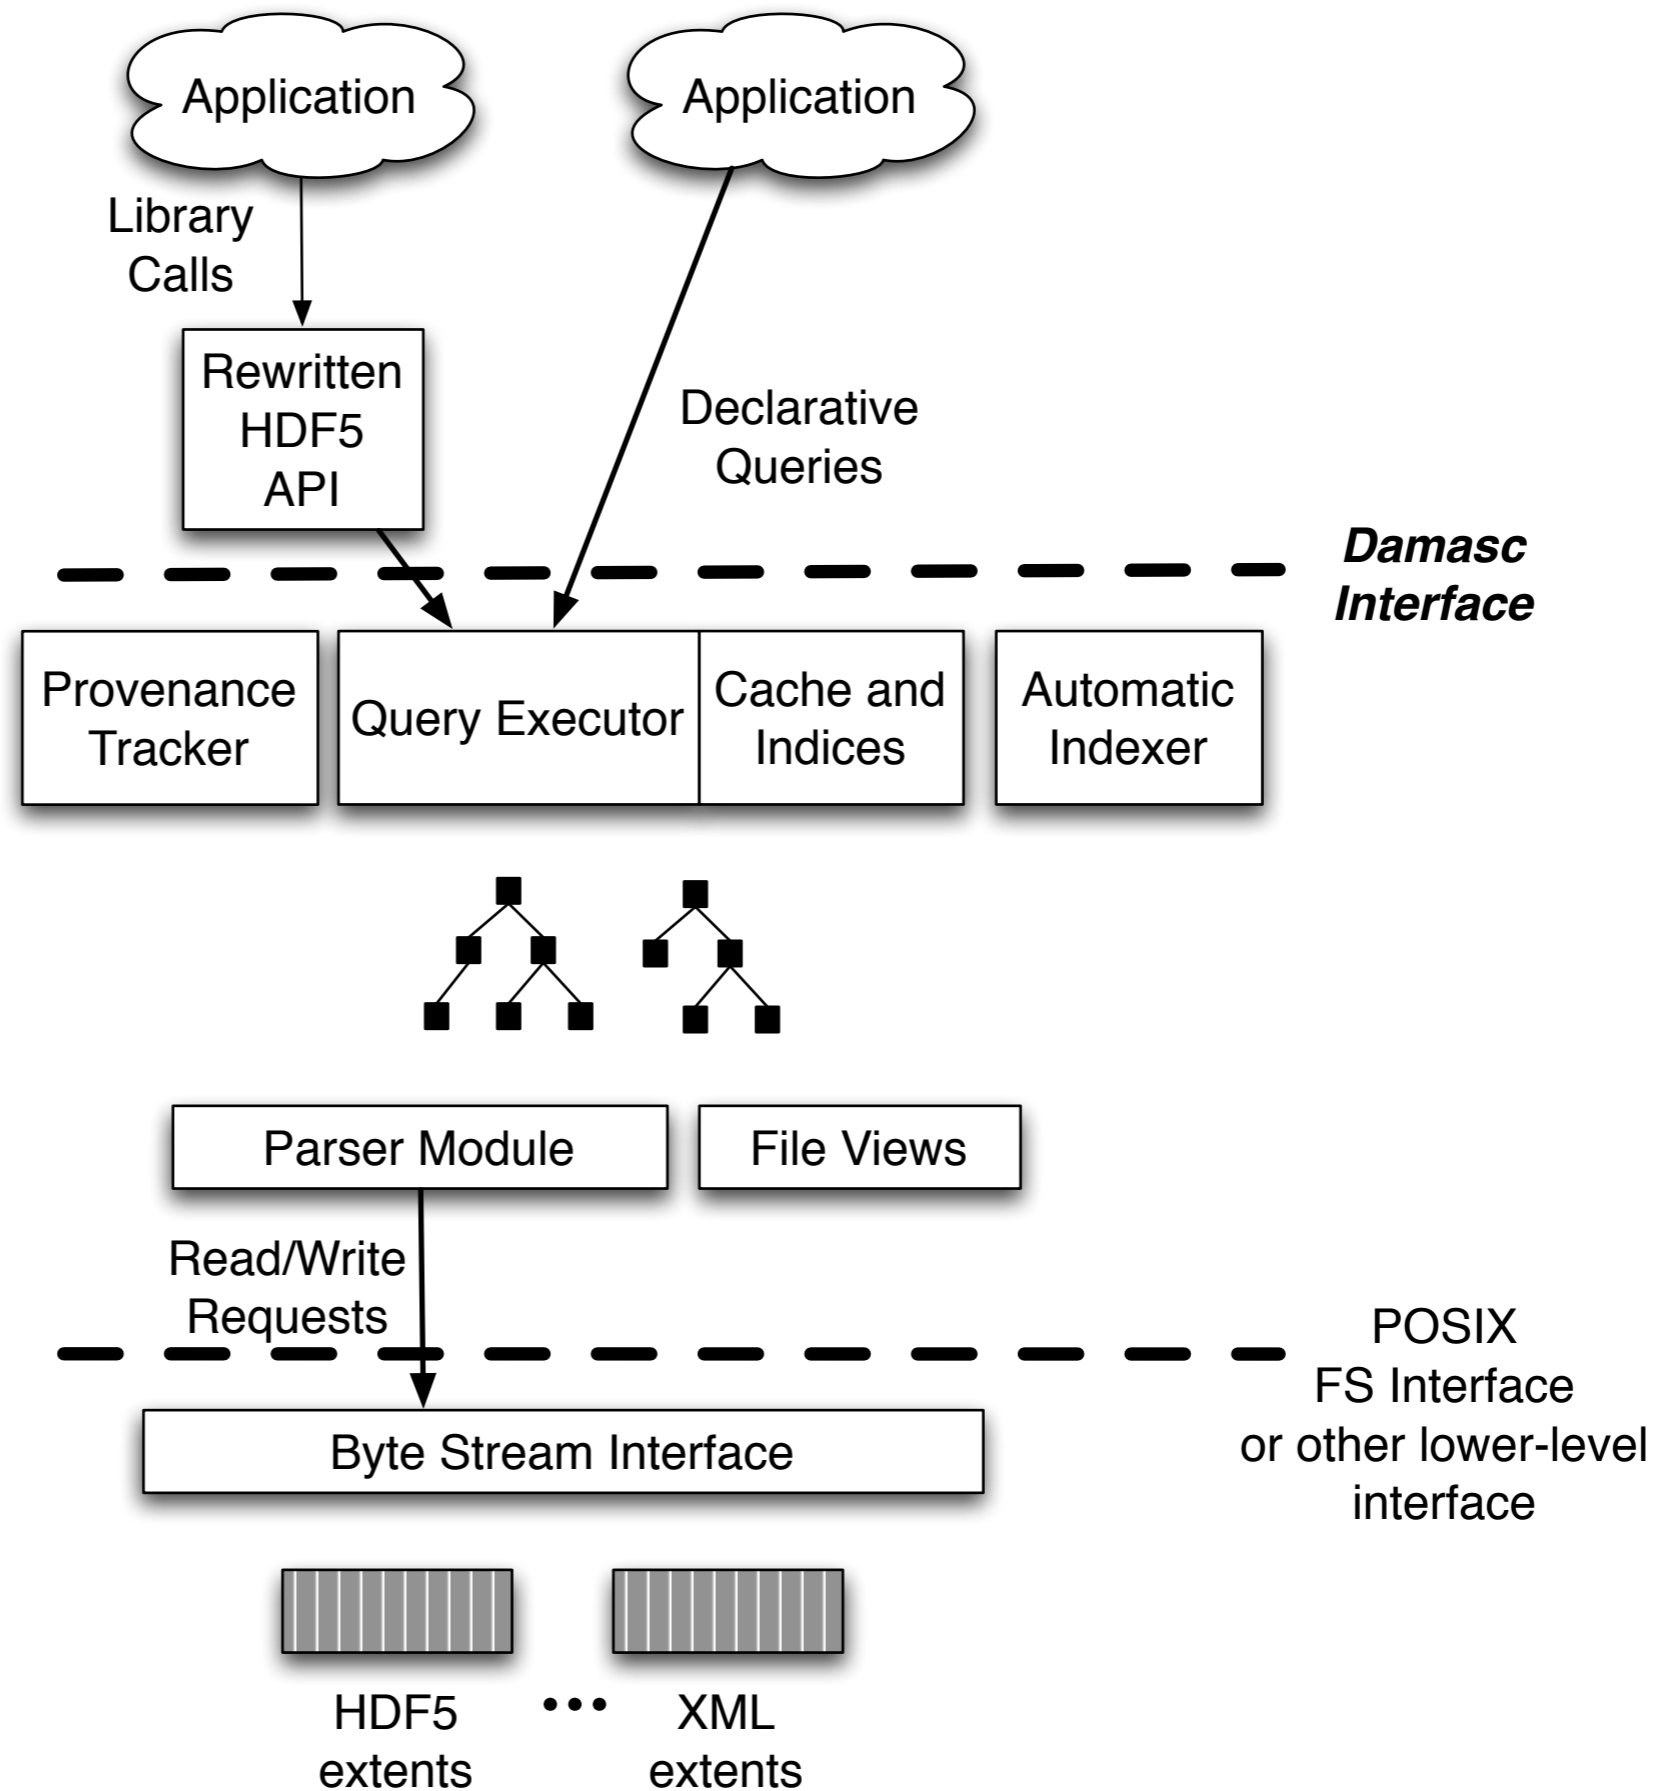 Application
Application
Library
Calls
Rewritten
HDF5
API
Declarative
Queries
Damasc
Interface
Provenance
Tracker
Query Executor
Cache and
Indices
Automatic
Indexer
Parser Module
File Views
Read/Write
Requests
POSIX
FS Interface
or other lower-level
interface
Byte Stream Interface
HDF5
extents
...
XML
extents